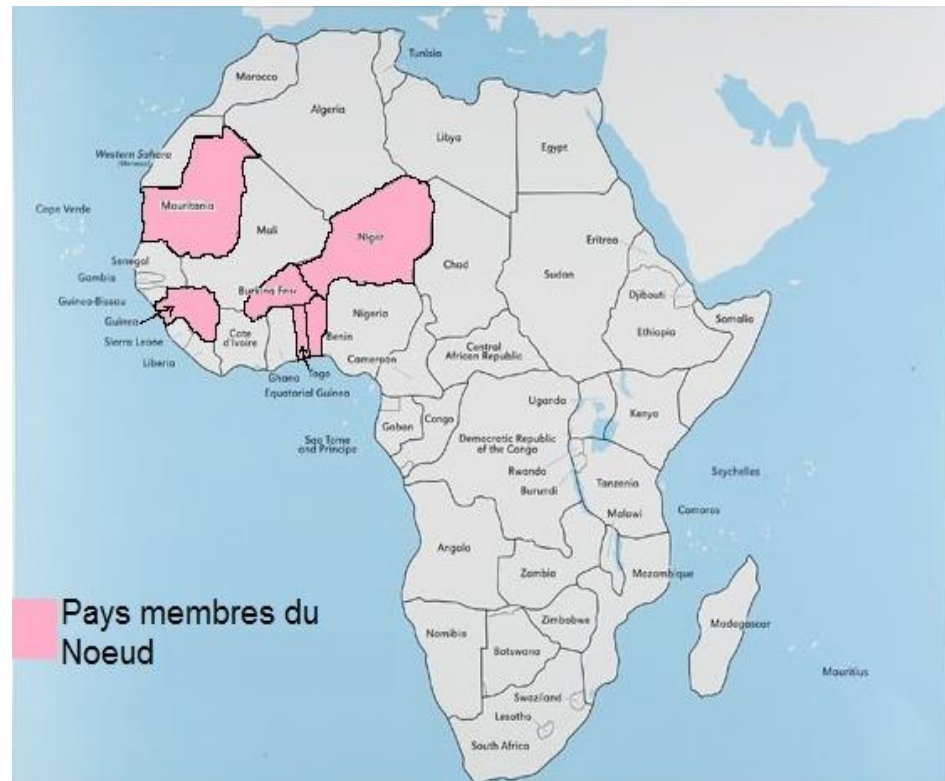 Tunisia
Morocco
Algeria
Libya
Egypt
Western Sahara
(Morocco)
Mauritania
Cape Verde
Mali
Niger
Eritrea
Senegal
Chad
Sudan
Gambia
Burkina Faso
Djibouti
Guinea-Bissau
Guinea
Nigeria
Somalia
Sierra Leone
Cote
d'Ivoire
Benin
Ethiopia
Liberia
Central
African Republic
Cameroon
Ghana
Togo
Equatorial Guinea
Uganda
Kenya
Gabon
Congo
Democratic Republic
of the Congo
Sao Tome
and Principe
Rwanda
Seychelles
Burundi
Tanzania
Malawi
Comoros
Angola
Zambia
Mozambique
Pays membres du
Noeud
Zimbabwe
Madagascar
Namibia
Botswana
Mauritius
Swaziland
Lesotho
South Africa